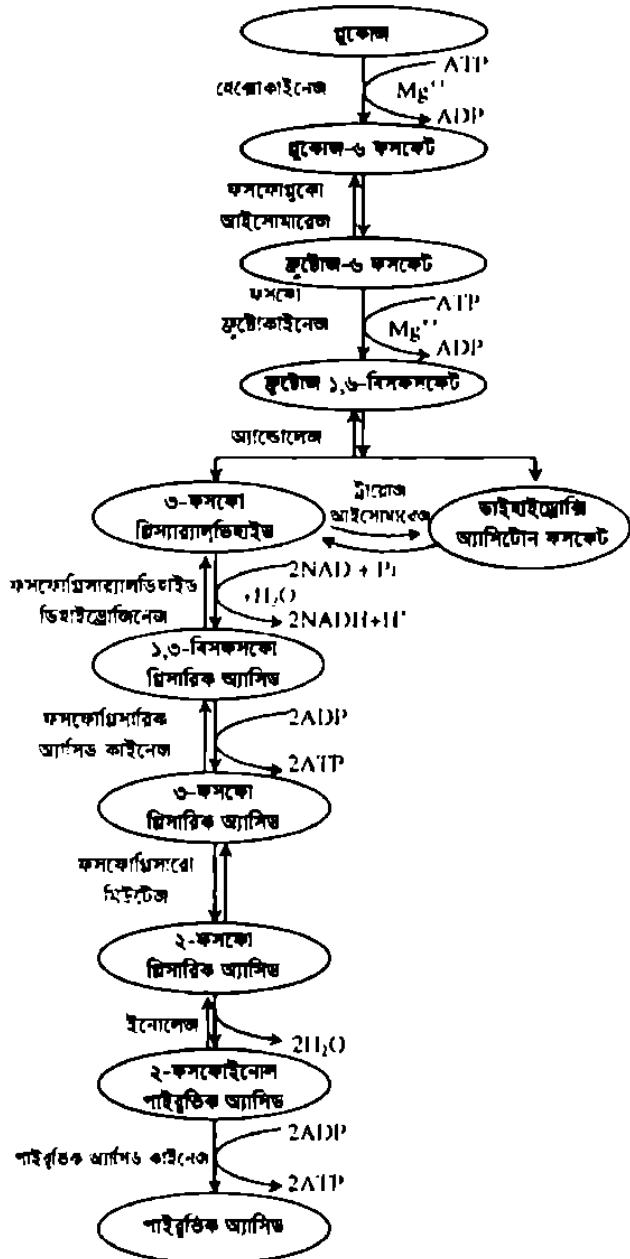 গ্লুকোজ
ATP
হেক্সোকাইনেজ
Mg++
ADP
গ্লুকোজ-৬ ফসফেট
ফসফোগ্লুকো
আইসোমারেজ
ফ্রুক্টোজ-৬ ফসফেট
ফসফো
ফ্রুক্টোকাইনেজ
ATP
Mg++
ADP
ফ্রুক্টোজ ১,৬-বিসফসফেট
অ্যান্ডোলেজ
৩-ফসফো
গ্লিস্যার‍্যালডিহাইড
ট্রায়োজ
আইসোমারেজ
ডাইহাইড্রোক্সি
অ্যাসিটোন ফসফেট
ফসফোগ্লিসার‍্যালডিহাইড
ডিহাইড্রোজিনেজ
2NAD + Pi
+H₂O
2NADH+H⁺
১,৩-বিসফসফো
গ্লিসারিক অ্যাসিড
ফসফোগ্লিসারিক
অ্যাসিড কাইনেজ
2ADP
2ATP
৩-ফসফো
গ্লিসারিক অ্যাসিড
ফসফোগ্লিসারো
মিউটেজ
২-ফসফো
গ্লিসারিক অ্যাসিড
ইনোলেজ
2H₂O
২-ফসফোইনোল
পাইরুভিক অ্যাসিড
পাইরুভিক অ্যাসিড কাইনেজ
2ADP
2ATP
পাইরুভিক অ্যাসিড